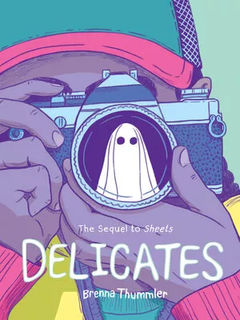 The Sequel to Sheets
DELICATES
Brenna Thummler